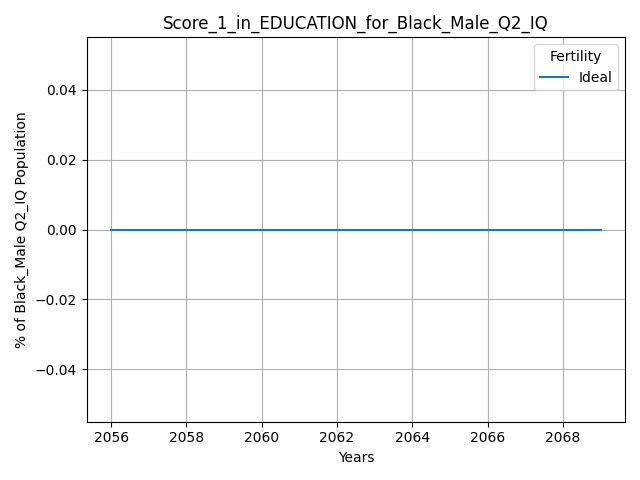 Score_1_in_EDUCATION_for_Black_Male_Q2_IQ
Fertility
Ideal
% of Black_Male Q2_IQ Population
0.04
0.02
0.00
−0.02
−0.04
2056 2058 2060 2062 2064 2066 2068
Years